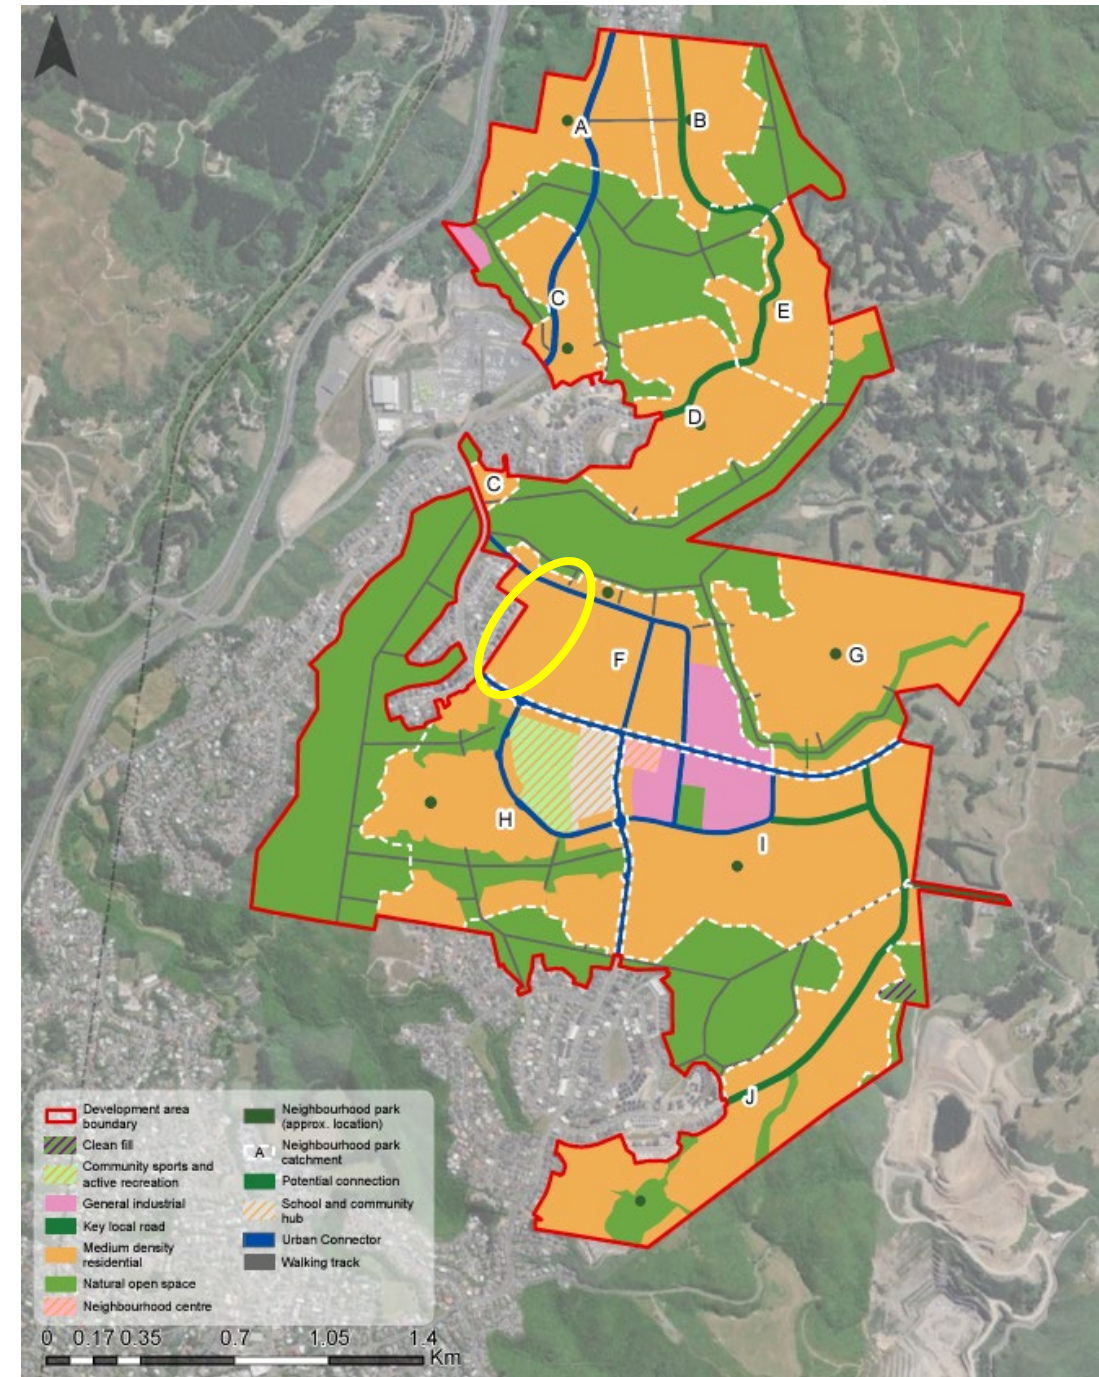 A
B
C
E
D
C
F
G
H
I
J
Development area
boundary
Clean fill
Community sports and
active recreation
General industrial
Key local road
Medium density
residential
Natural open space
Neighbourhood centre
Neighbourhood park
(approx. location)
A
Neighbourhood park
catchment
Potential connection
School and community
hub
Urban Connector
Walking track
0 0.17 0.35 0.7 1.05 1.4
Km